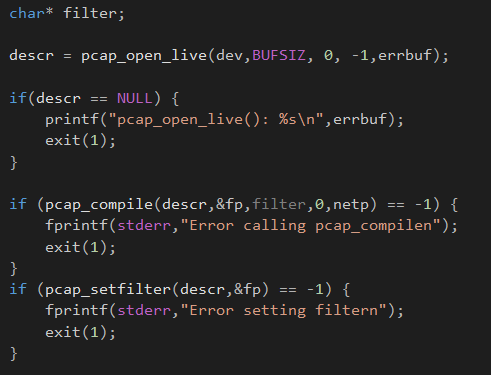 char* filter;
descr = pcap_open_live(dev,BUFSIZ, 0, -1,errbuf);
if(descr == NULL) {
printf("pcap_open_live(): %s\n",errbuf);
exit(1);
}
if (pcap_compile(descr,&fp,filter,0,netp) == -1) {
fprintf(stderr,"Error calling pcap_compilen");
exit(1);
}
if (pcap_setfilter(descr,&fp) == -1) {
fprintf(stderr,"Error setting filtern");
exit(1);
}